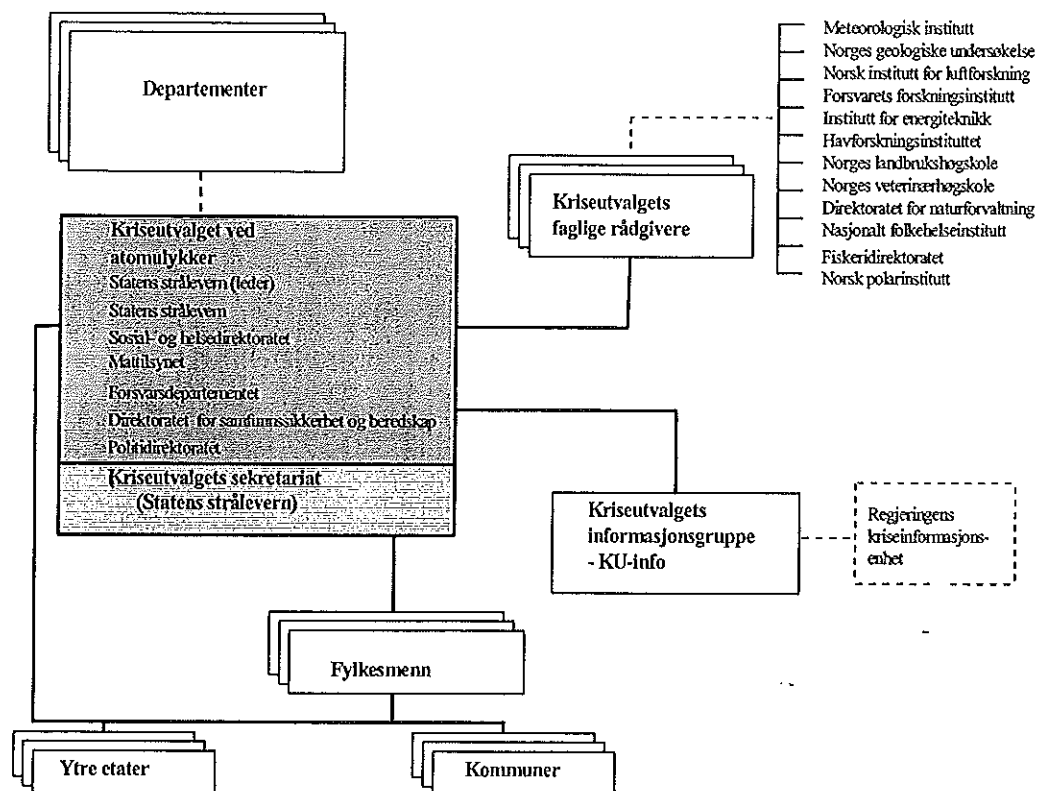 Departementer
Meteorologisk institutt
Norges geologiske undersøkelse
Norsk institutt for luftforskning
Forsvarets forskningsinstitutt
Institutt for energiteknikk
Havforskningsinstituttet
Norges landbrukshøgskole
Norges veterinærhøgskole
Direktoratet for naturforvaltning
Nasjonalt folkehelseinstitutt
Fiskeridirektoratet
Norsk polarinstitutt
Kriseutvalgets
faglige rådgivere
Kriseutvalget ved
atomulykker
Statens strålevern (leder)
Statens strålevern
Sosial- og helsedirektoratet
Mattilsynet
Forsvarsdepartementet
Direktoratet for samfunnssikkerhet og beredskap
Politidirektoratet
Kriseutvalgets sekretariat
(Statens strålevern)
Kriseutvalgets
informasjonsgruppe
- KU-info
Regjeringens
kriseinformasjons-
enhet
Fylkesmenn
Ytre etater
Kommuner